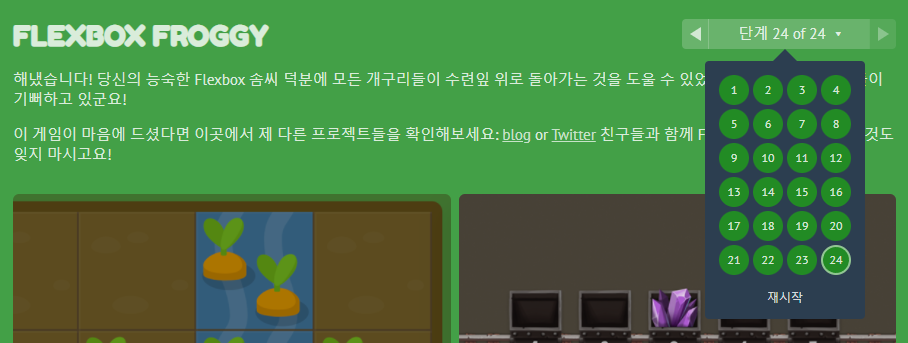 FLEXBOX FROGGY
단계 24 of 24
해냈습니다! 당신의 능숙한 Flexbox 솜씨 덕분에 모든 개구리들이 수련잎 위로 돌아가는 것을 도울 수 있었
기뻐하고 있군요!
이 게임이 마음에 드셨다면 이곳에서 제 다른 프로젝트들을 확인해보세요: blog or Twitter 친구들과 함께 F 것도
잊지 마시고요!
1 2 3 4
5 6 7 8
9 10 11 12
13 14 15 16
17 18 19 20
21 22 23 24
재시작